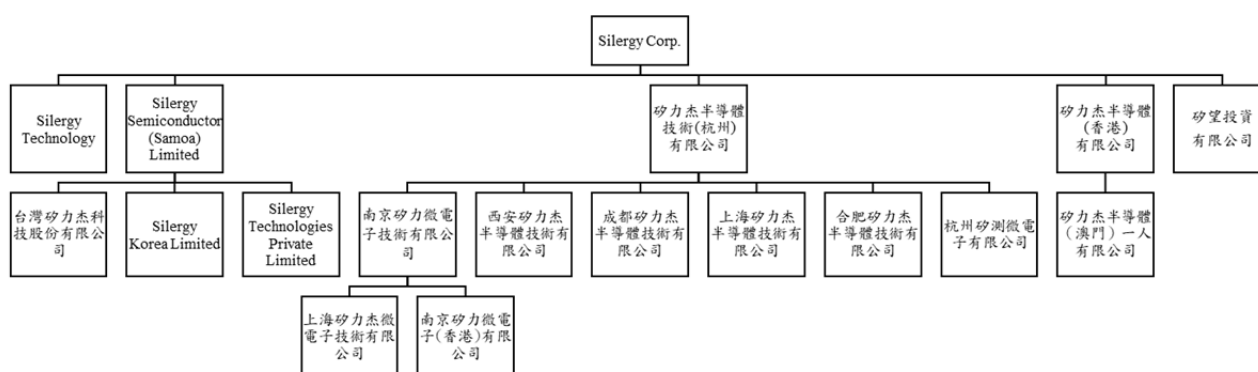 Silergy Corp.
Silergy
Technology
Silergy
Semiconductor
(Samoa)
Limited
矽力杰半導體
技術(杭州)
有限公司
矽力杰半導體
(香港)
有限公司
矽望投資
有限公司
台灣矽力杰科
技股份有限公
司
Silergy
Korea Limited
Silergy
Technologies
Private
Limited
南京矽力微電
子技術有限公
司
西安矽力杰
半導體技術有
限公司
成都矽力杰
半導體技術有
限公司
上海矽力杰
半導體技術有
限公司
合肥矽力杰
半導體技術有
限公司
杭州矽測微電
子有限公司
矽力杰半導體
（澳門）一人
有限公司
上海矽力杰微
電子技術有限
公司
南京矽力微電
子(香港)有限
公司